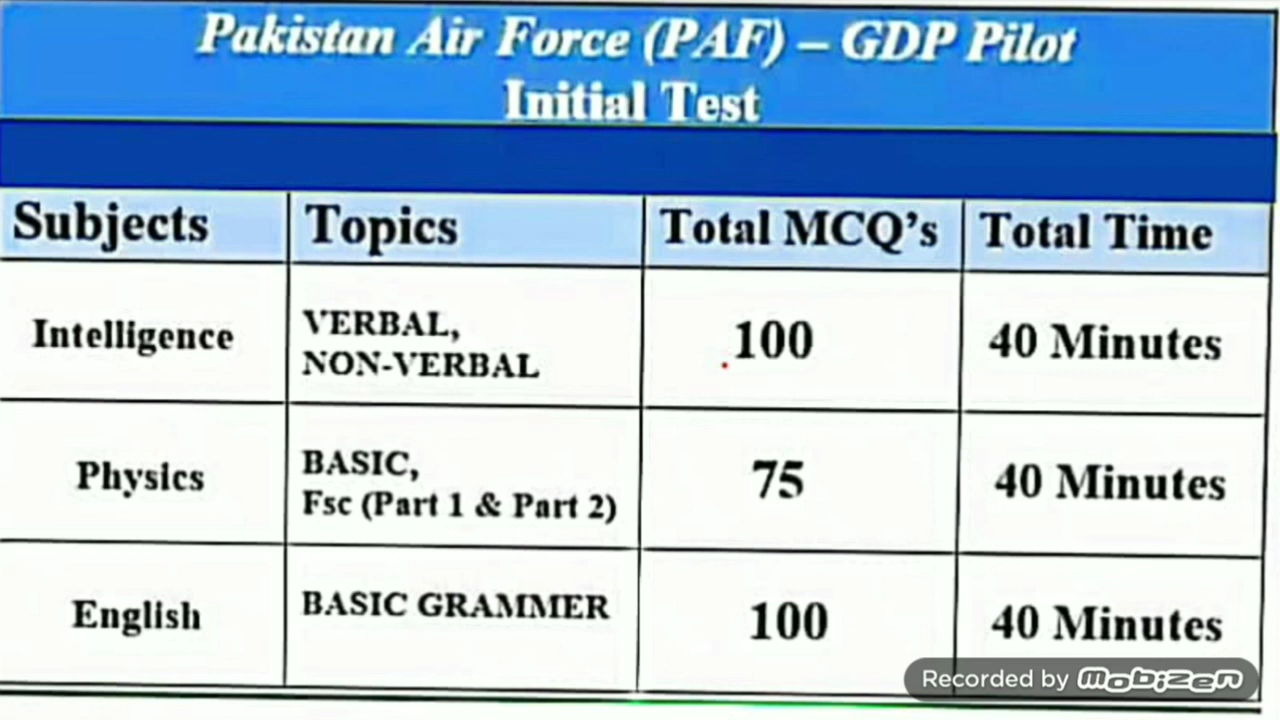 Pakistan Air Force (PAF) – GDP Pilot
Initial Test
Subjects Topics Total MCQ's Total Time
Intelligence VERBAL, NON-VERBAL 100 40 Minutes
Physics BASIC, Fsc (Part 1 & Part 2) 75 40 Minutes
English BASIC GRAMMER 100 40 Minutes
Recorded by mobizen